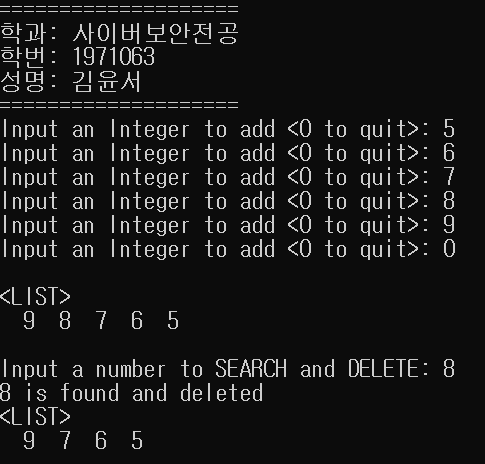 ====================
학과: 사이버보안전공
학번: 1971063
성명: 김윤서
====================
Input an Integer to add <0 to quit>: 5
Input an Integer to add <0 to quit>: 6
Input an Integer to add <0 to quit>: 7
Input an Integer to add <0 to quit>: 8
Input an Integer to add <0 to quit>: 9
Input an Integer to add <0 to quit>: 0
<LIST>
9 8 7 6 5
Input a number to SEARCH and DELETE: 8
8 is found and deleted
<LIST>
9 7 6 5